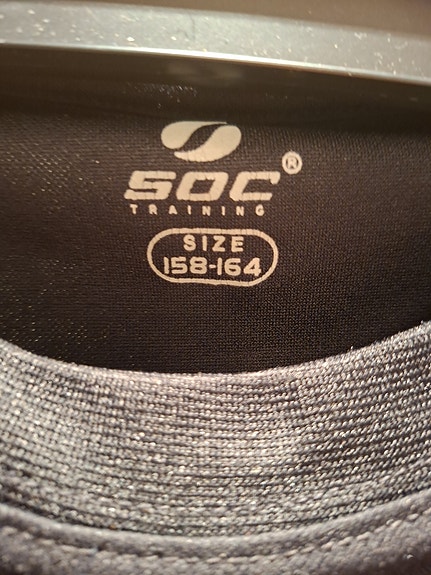 SOC®
TRAINING
SIZE
158-164